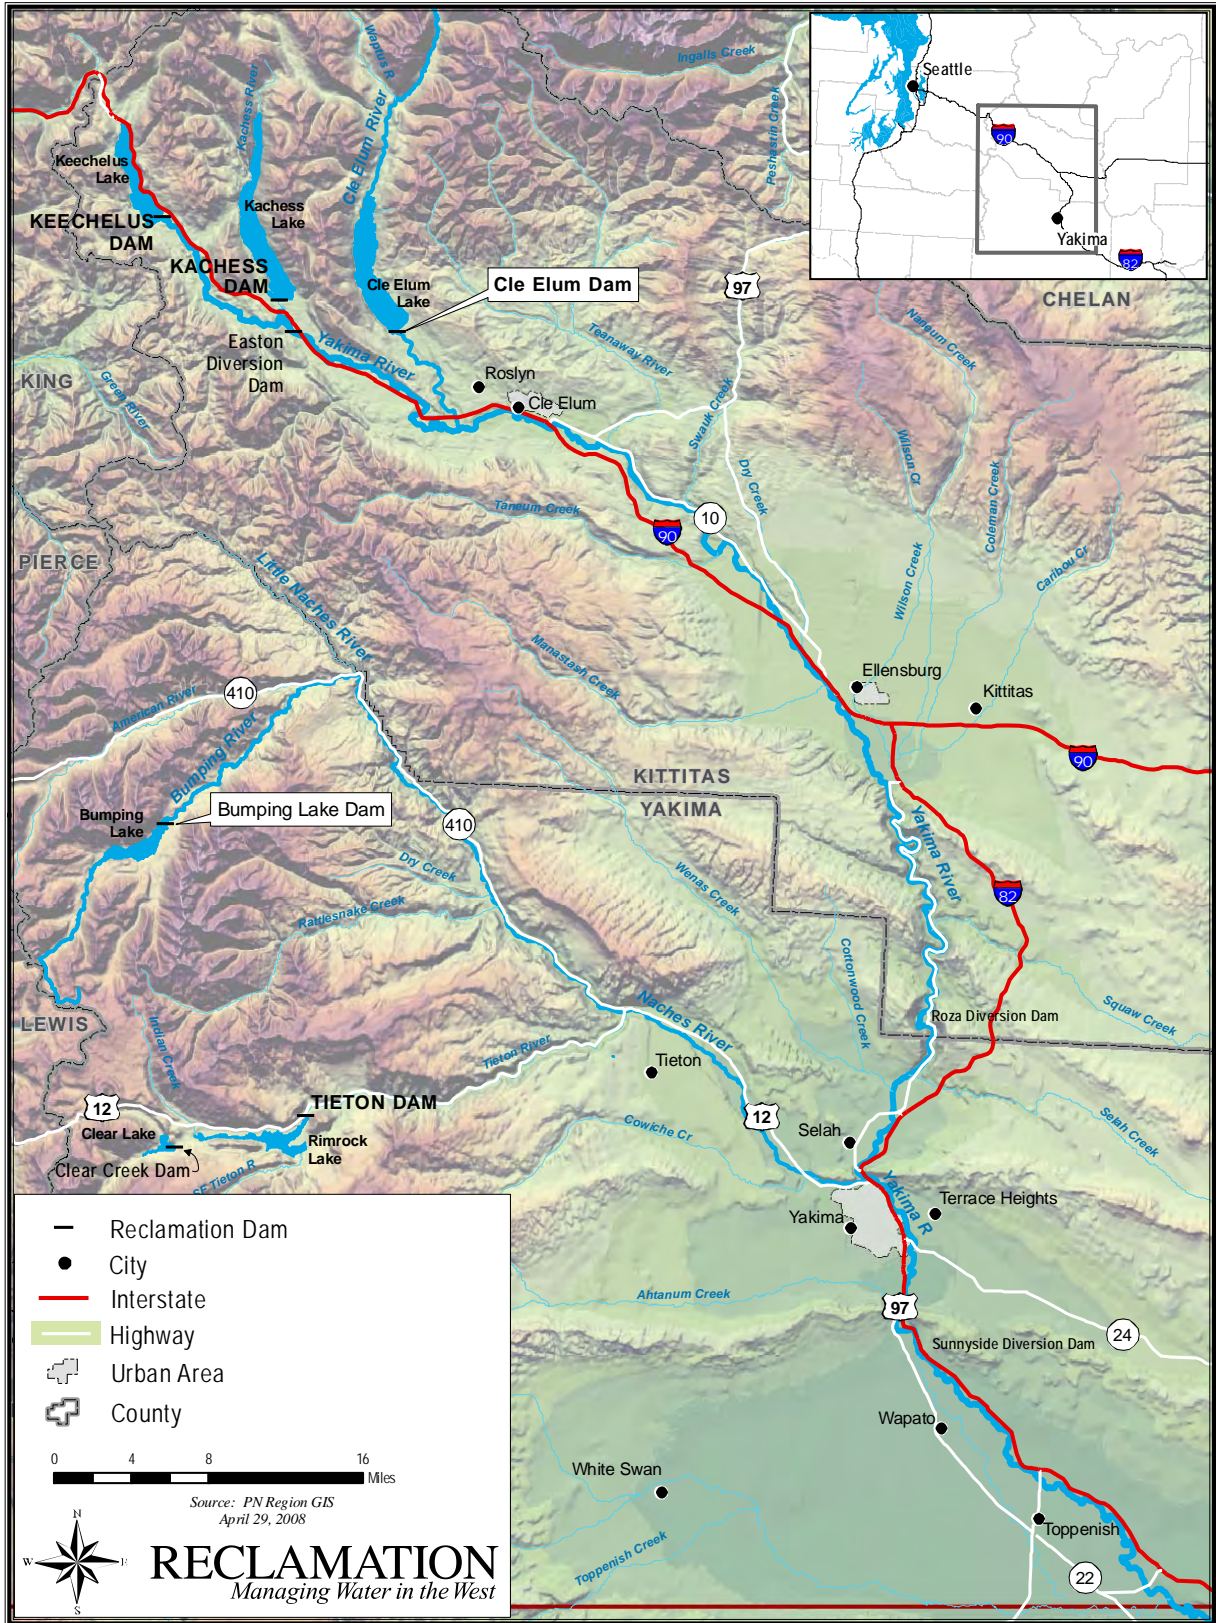 Waptus R
Ingalls Creek
Seattle
Kachess River
Peshastin Creek
90
Cle Elum River
Keechelus
Lake
Kachess
Lake
KEECHELUS
DAM
Yakima
82
KACHESS
DAM
Cle Elum
Lake
Cle Elum Dam
97
CHELAN
Naneum Creek
Easton
Diversion
Dam
Yakima River
Teanaway River
KING
Green River
Roslyn
Cle Elum
Swauk Creek
Wilson Cr
Dry Creek
Coleman Creek
Taneum Creek
10
90
PIERCE
Little Naches River
Wilson Creek
Caribou Cr
Manastash Creek
Ellensburg
Kittitas
American River
410
Bumping River
90
KITTITAS
YAKIMA
Bumping
Lake
Bumping Lake Dam
410
Yakima River
Dry Creek
Wenas Creek
82
Rattlesnake Creek
Cottonwood Creek
LEWIS
Indian Creek
Naches River
Roza Diversion Dam
Squaw Creek
Tieton River
Tieton
12
TIETON DAM
12
Clear Lake
Rimrock
Lake
Clear Creek Dam
SF Tieton R
Cowiche Cr
Selah
Selah Creek
Yakima R
Terrace Heights
Yakima
Ahtanum Creek
97
24
Sunnyside Diversion Dam
Wapato
White Swan
Toppenish
Toppenish Creek
22
Reclamation Dam
City
Interstate
Highway
Urban Area
County
0 4 8 16
Miles
Source: PN Region GIS
April 29, 2008
N
W E
S
RECLAMATION
Managing Water in the West